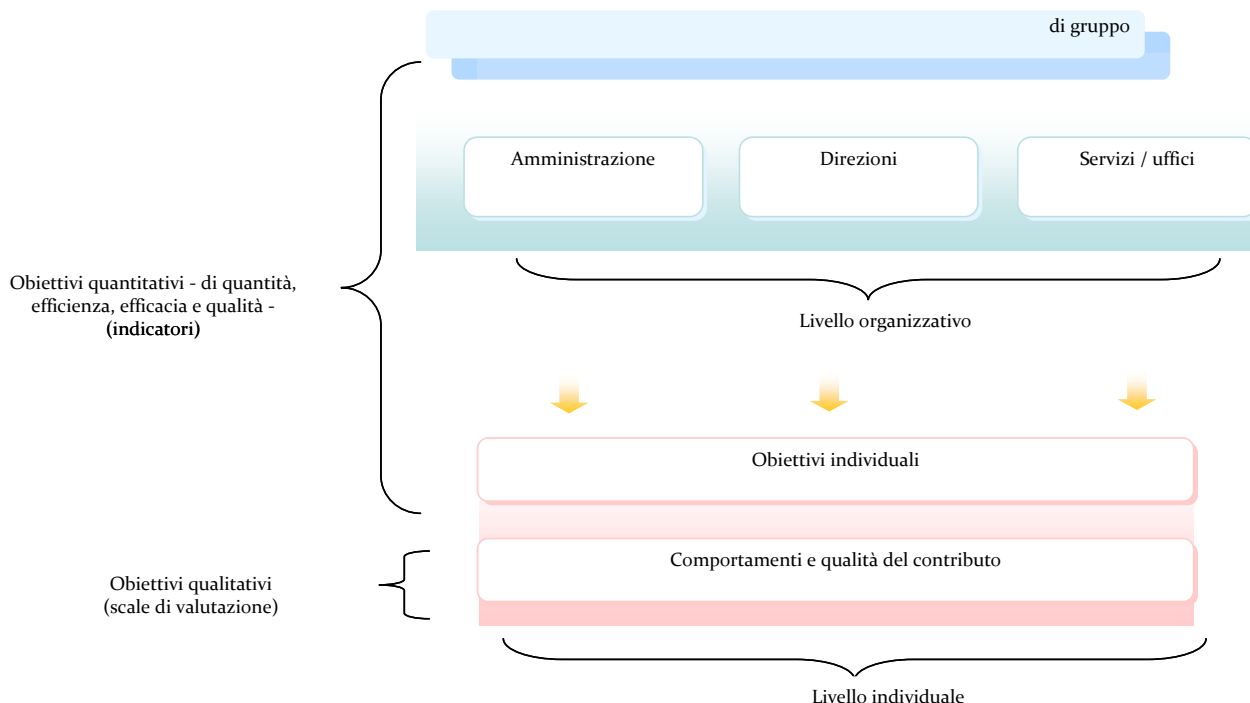 di gruppo
Amministrazione
Direzioni
Servizi / uffici
Obiettivi quantitativi - di quantità,
efficienza, efficacia e qualità -
(indicatori)
Livello organizzativo
Obiettivi individuali
Comportamenti e qualità del contributo
Obiettivi qualitativi
(scale di valutazione)
Livello individuale